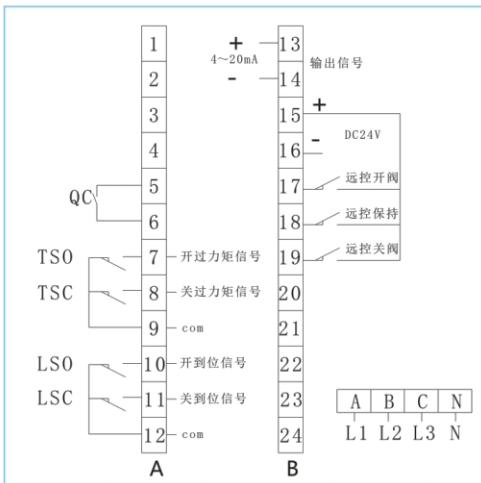 1
2
3
4
QC 5
6
TSO 7 开过力矩信号
TSC 8 关过力矩信号
9 com
LSO 10 开到位信号
LSC 11 关到位信号
12 com
A
+ 13
4～20mA 输出信号
- 14
15 +
DC24V
16 -
17 远控开阀
18 远控保持
19 远控关阀
20
21
22
23
24
B
A B C N
L1 L2 L3 N